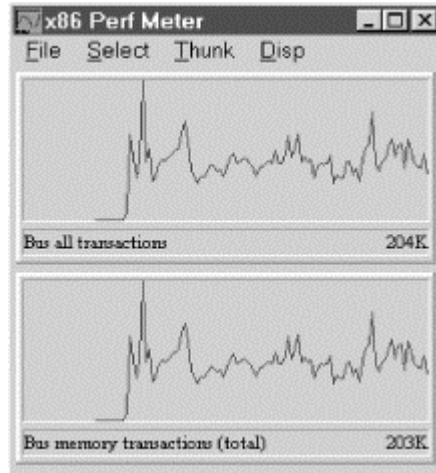 x86 Perf Meter
File Select Thunk Disp
Bus all transactions 204K
Bus memory transactions (total) 203K